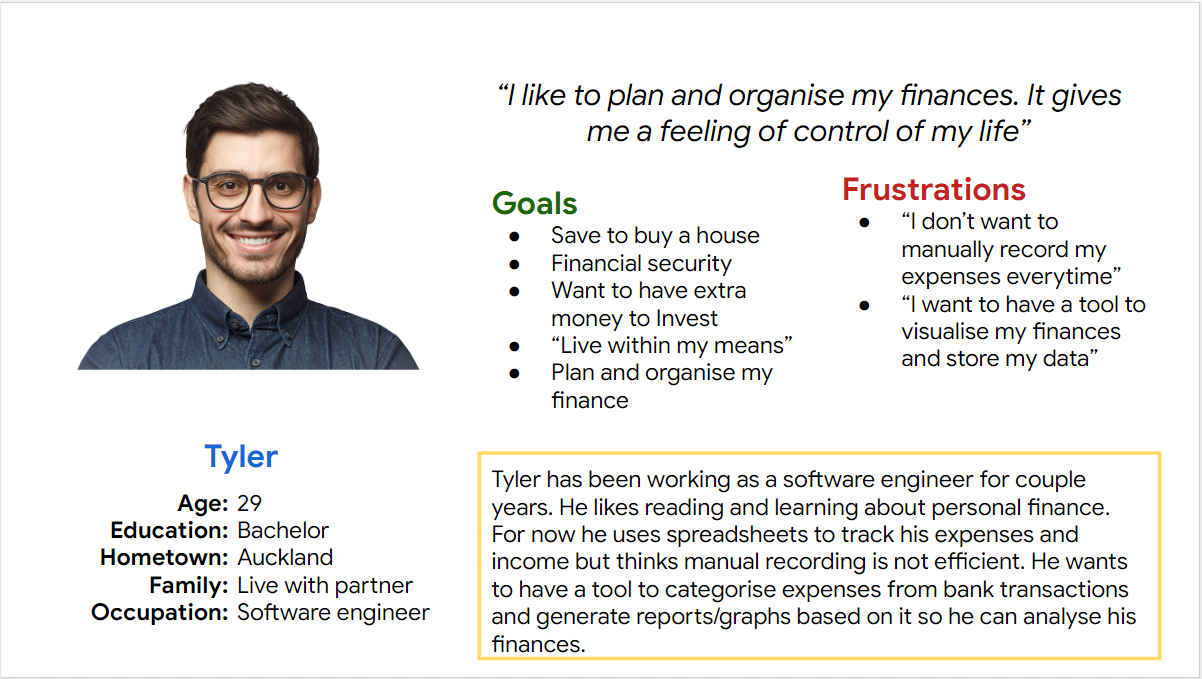 “I like to plan and organise my finances. It gives
me a feeling of control of my life”
Goals
● Save to buy a house
● Financial security
● Want to have extra
money to Invest
● “Live within my means”
● Plan and organise my
finance
Frustrations
● “I don’t want to
manually record my
expenses everytime”
● “I want to have a tool to
visualise my finances
and store my data”
Tyler
Age: 29
Education: Bachelor
Hometown: Auckland
Family: Live with partner
Occupation: Software engineer
Tyler has been working as a software engineer for couple
years. He likes reading and learning about personal finance.
For now he uses spreadsheets to track his expenses and
income but thinks manual recording is not efficient. He wants
to have a tool to categorise expenses from bank transactions
and generate reports/graphs based on it so he can analyse his
finances.